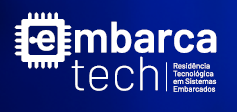 embarca
tech
Residência
Tecnológica
em Sistemas
Embarcados